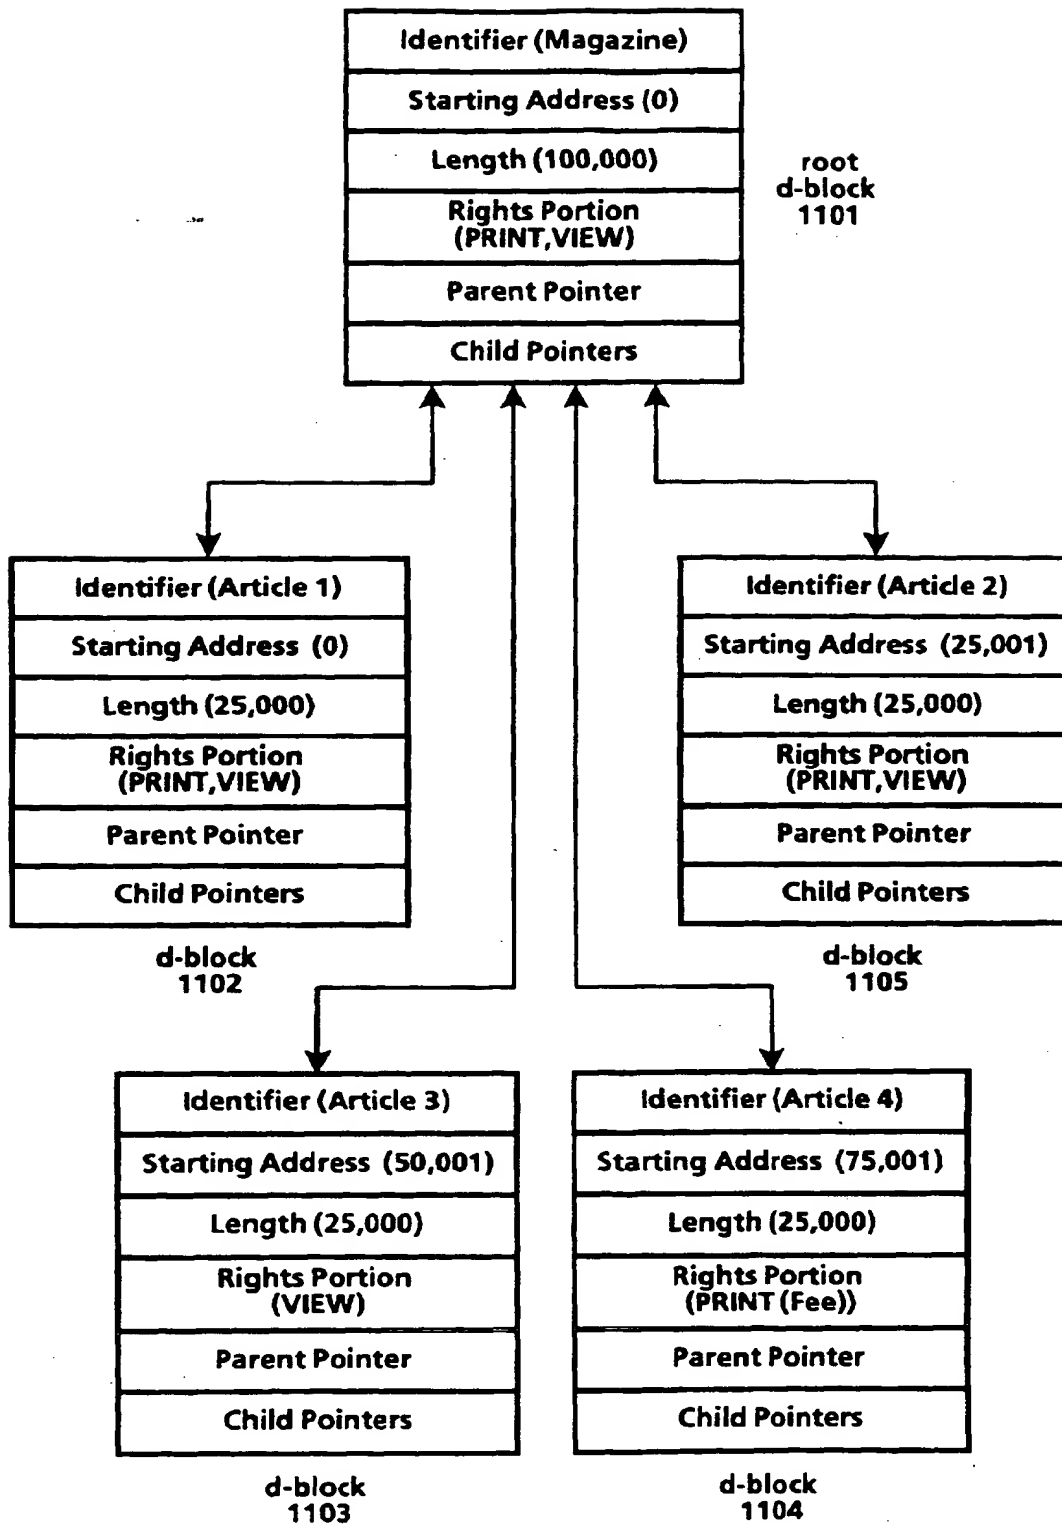 Identifier (Magazine)
Starting Address (0)
Length (100,000)
Rights Portion
(PRINT,VIEW)
Parent Pointer
Child Pointers
root
d-block
1101
Identifier (Article 1)
Starting Address (0)
Length (25,000)
Rights Portion
(PRINT,VIEW)
Parent Pointer
Child Pointers
d-block
1102
Identifier (Article 2)
Starting Address (25,001)
Length (25,000)
Rights Portion
(PRINT,VIEW)
Parent Pointer
Child Pointers
d-block
1105
Identifier (Article 3)
Starting Address (50,001)
Length (25,000)
Rights Portion
(VIEW)
Parent Pointer
Child Pointers
d-block
1103
Identifier (Article 4)
Starting Address (75,001)
Length (25,000)
Rights Portion
(PRINT (Fee))
Parent Pointer
Child Pointers
d-block
1104